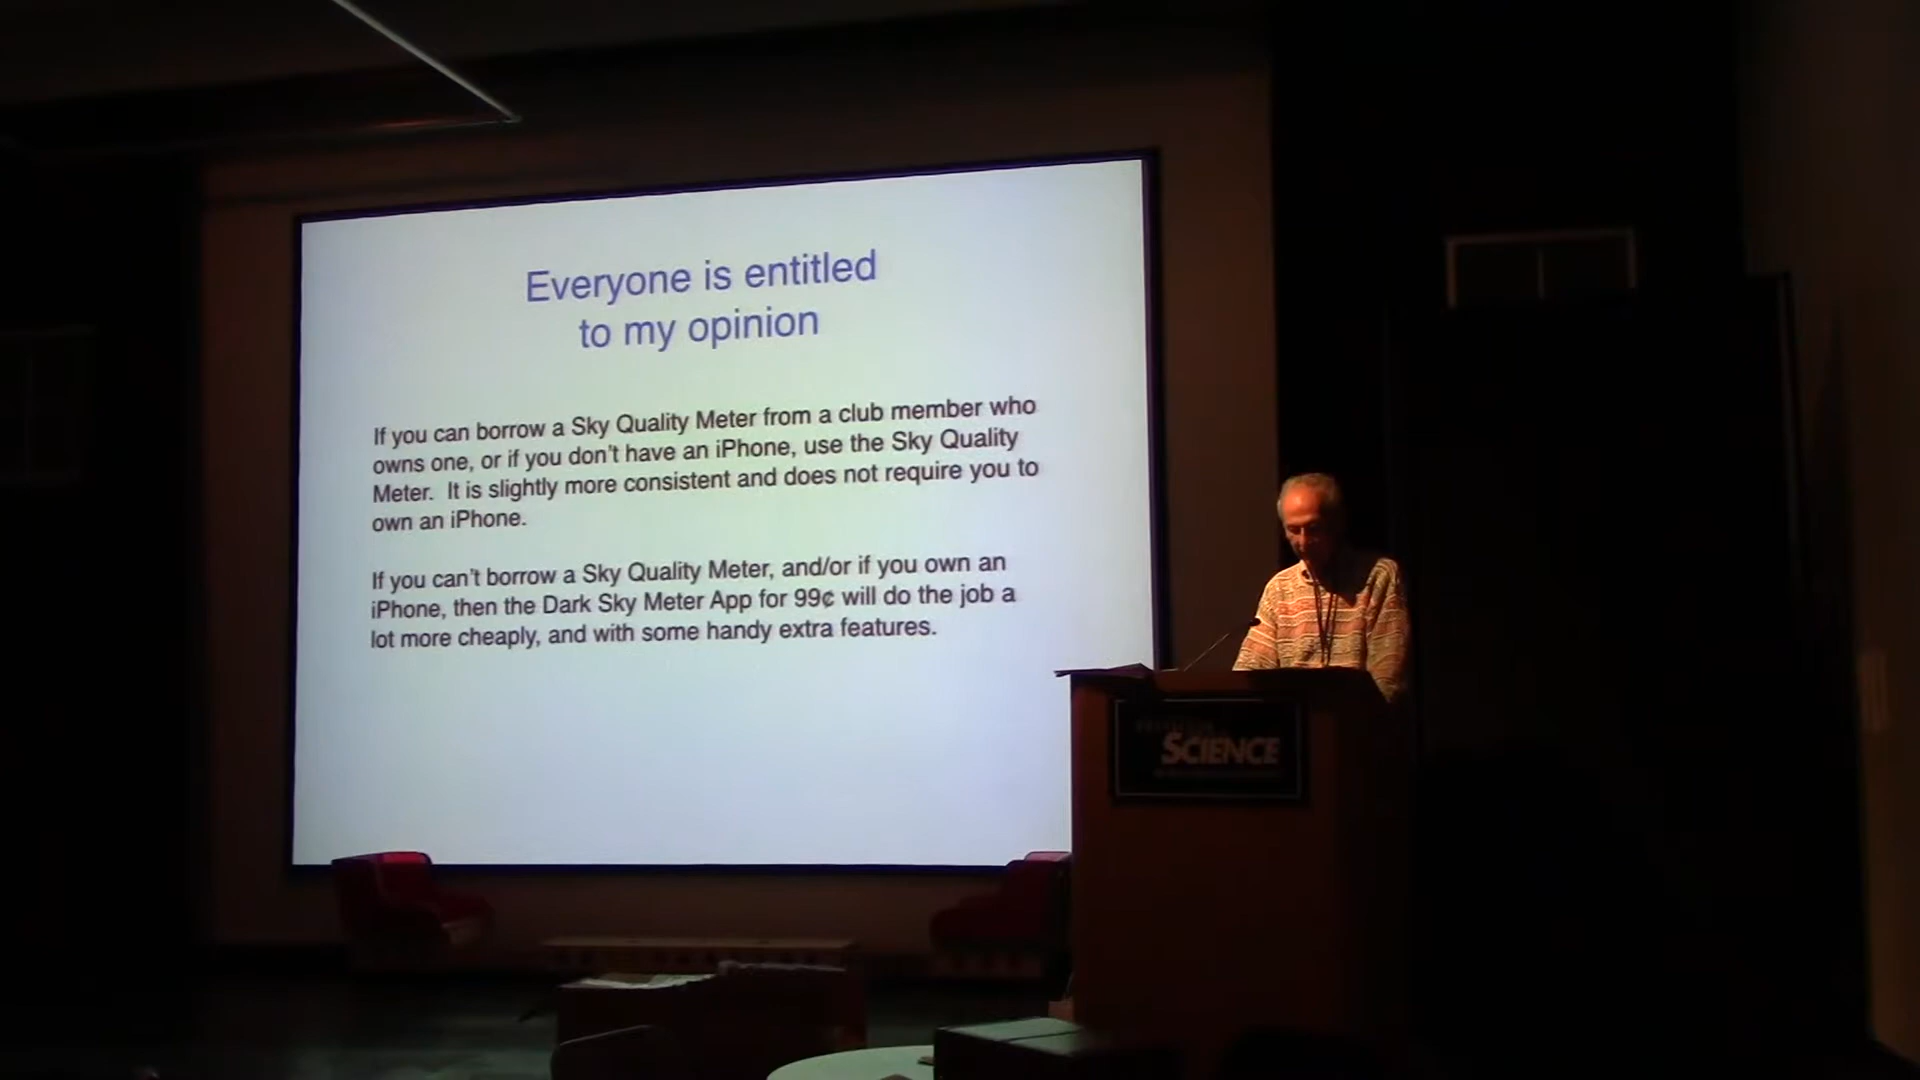 Everyone is entitled
to my opinion
If you can borrow a Sky Quality Meter from a club member who
owns one, or if you don't have an iPhone, use the Sky Quality
Meter.  It is slightly more consistent and does not require you to
own an iPhone.
If you can't borrow a Sky Quality Meter, and/or if you own an
iPhone, then the Dark Sky Meter App for 99¢ will do the job a
lot more cheaply, and with some handy extra features.
SCIENCE